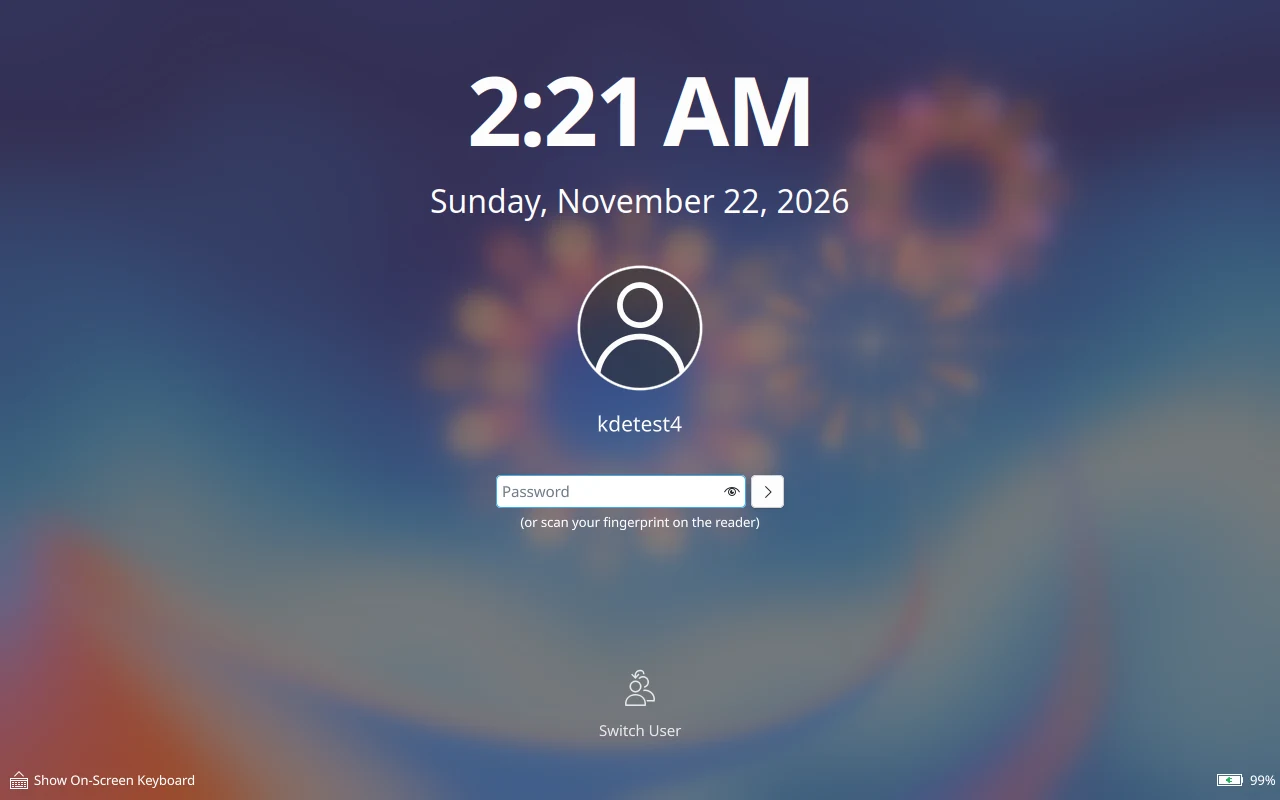 2:21 AM
Sunday, November 22, 2026
kdetest4
Password
(or scan your fingerprint on the reader)
Switch User
Show On-Screen Keyboard
99%